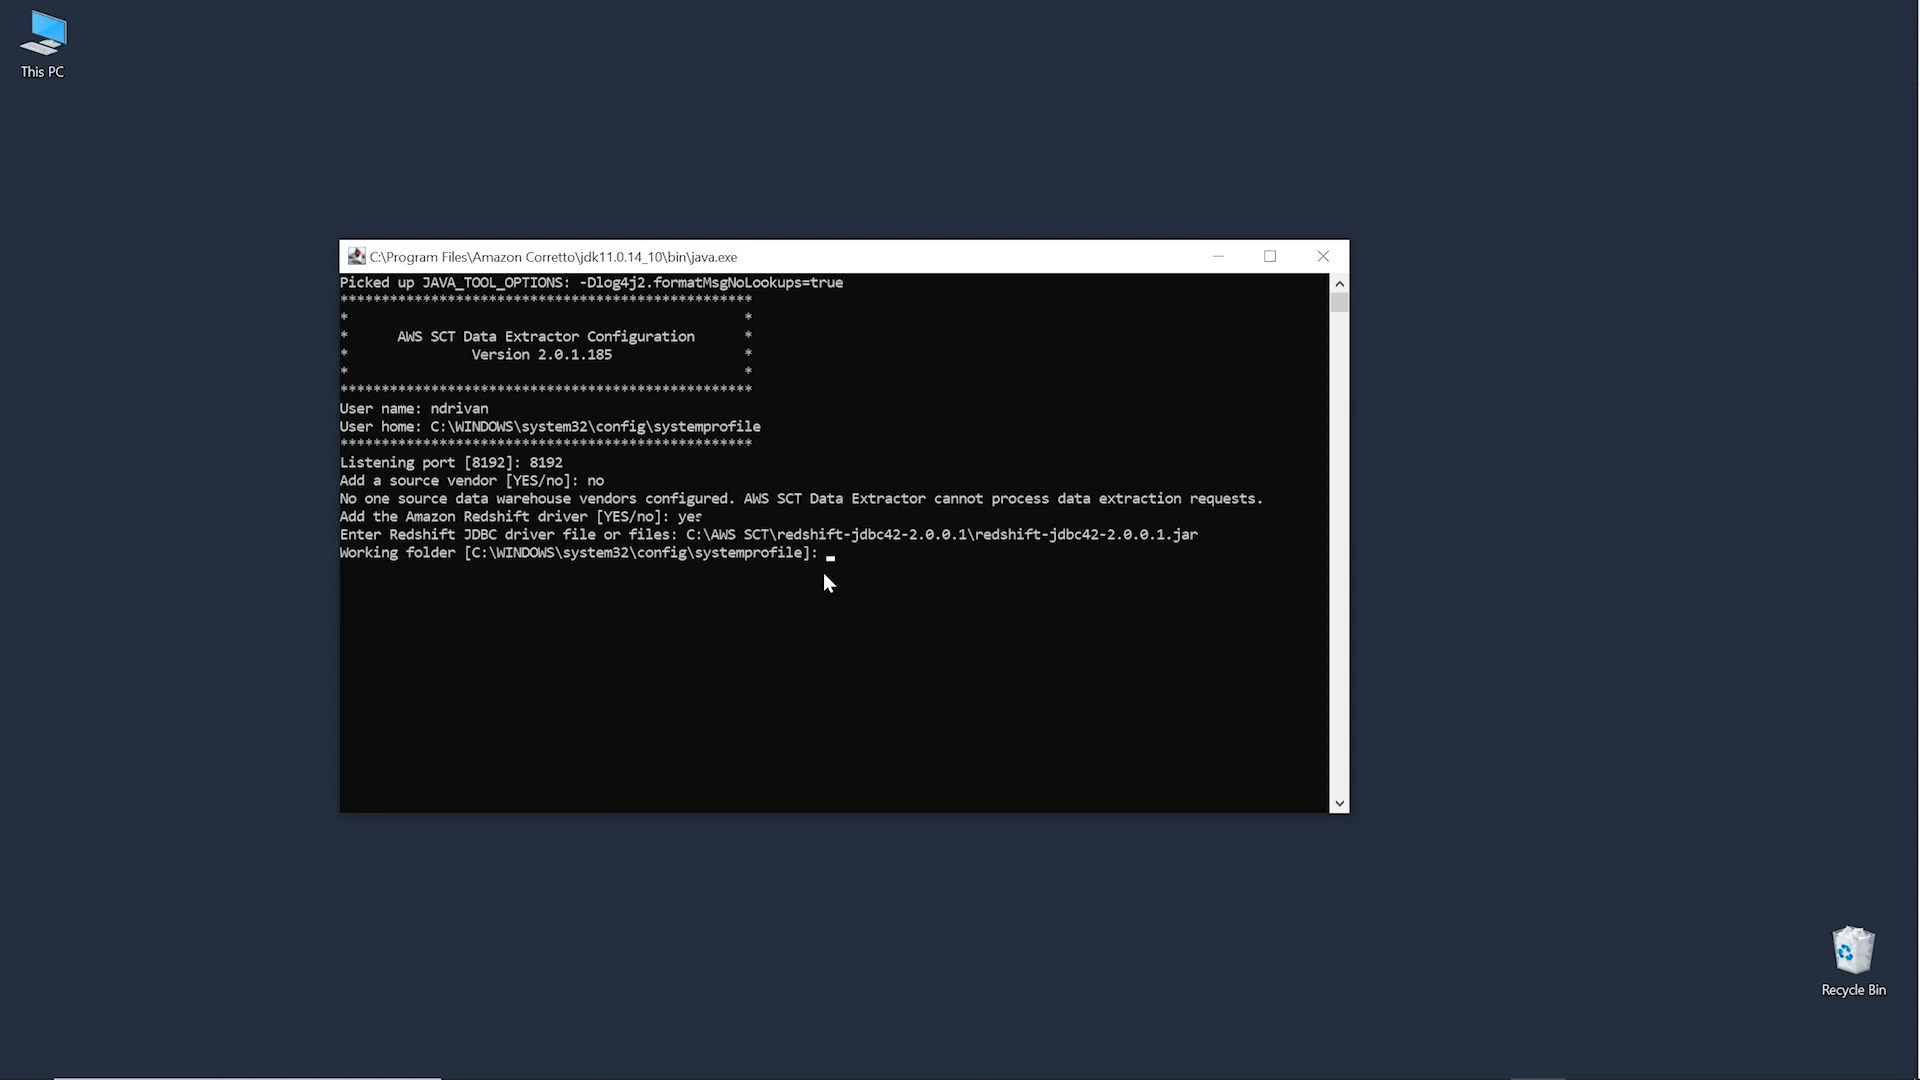 This PC
C:\Program Files\Amazon Corretto\jdk11.0.14_10\bin\java.exe
Picked up JAVA_TOOL_OPTIONS: -Dlog4j2.formatMsgNoLookups=true
**************************************************
* *
* AWS SCT Data Extractor Configuration *
* Version 2.0.1.185 *
* *
**************************************************
User name: ndrivan
User home: C:\WINDOWS\system32\config\systemprofile
**************************************************
Listening port [8192]: 8192
Add a source vendor [YES/no]: no
No one source data warehouse vendors configured. AWS SCT Data Extractor cannot process data extraction requests.
Add the Amazon Redshift driver [YES/no]: yes
Enter Redshift JDBC driver file or files: C:\AWS SCT\redshift-jdbc42-2.0.0.1\redshift-jdbc42-2.0.0.1.jar
Working folder [C:\WINDOWS\system32\config\systemprofile]:
Recycle Bin